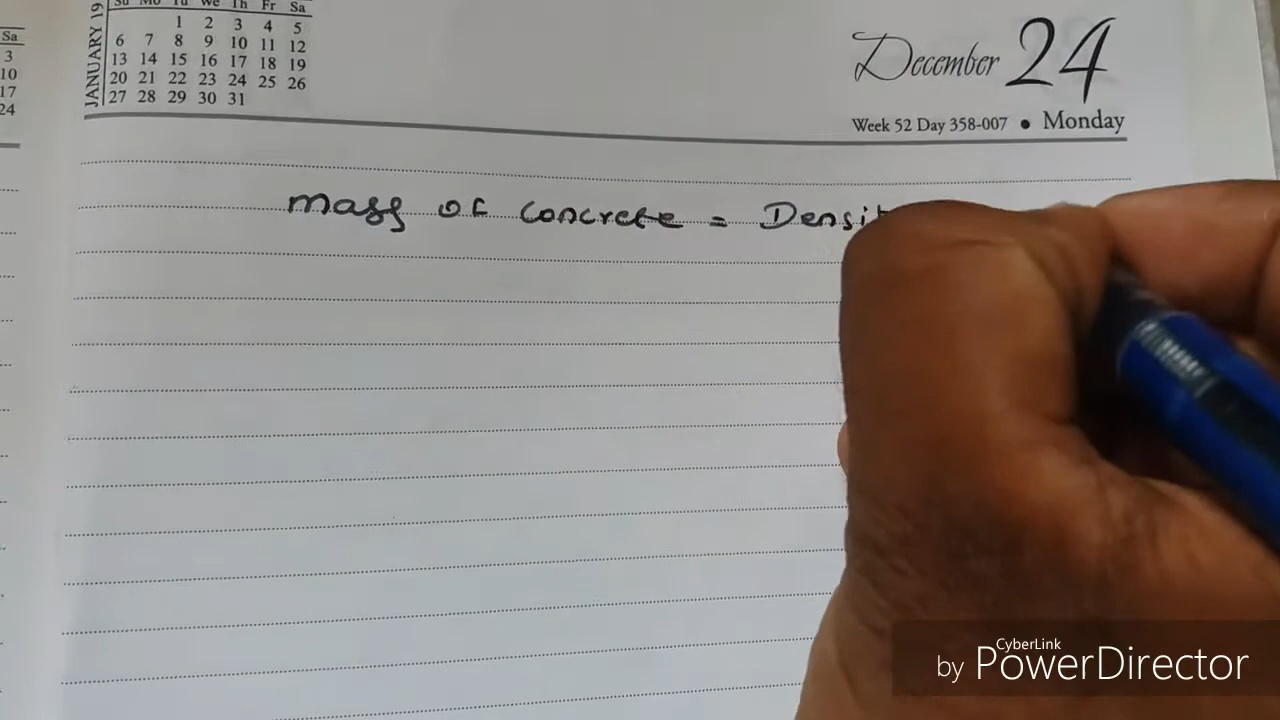 Sa
3
10
17
24
JANUARY 19
Su Mo Tu We Th Fr Sa
1 2 3 4 5
6 7 8 9 10 11 12
13 14 15 16 17 18 19
20 21 22 23 24 25 26
27 28 29 30 31
December 24
Week 52 Day 358-007 • Monday
mass of concrete = Densit
CyberLink
by PowerDirector